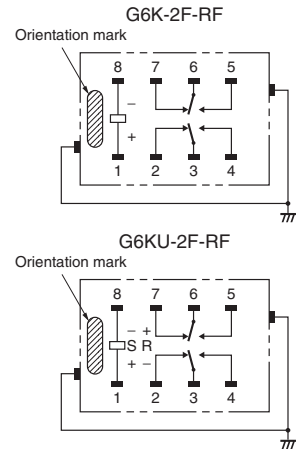 G6K-2F-RF
Orientation mark
8 7 6 5
−
+
1 2 3 4
G6KU-2F-RF
Orientation mark
8 7 6 5
− +
S R
+ −
1 2 3 4